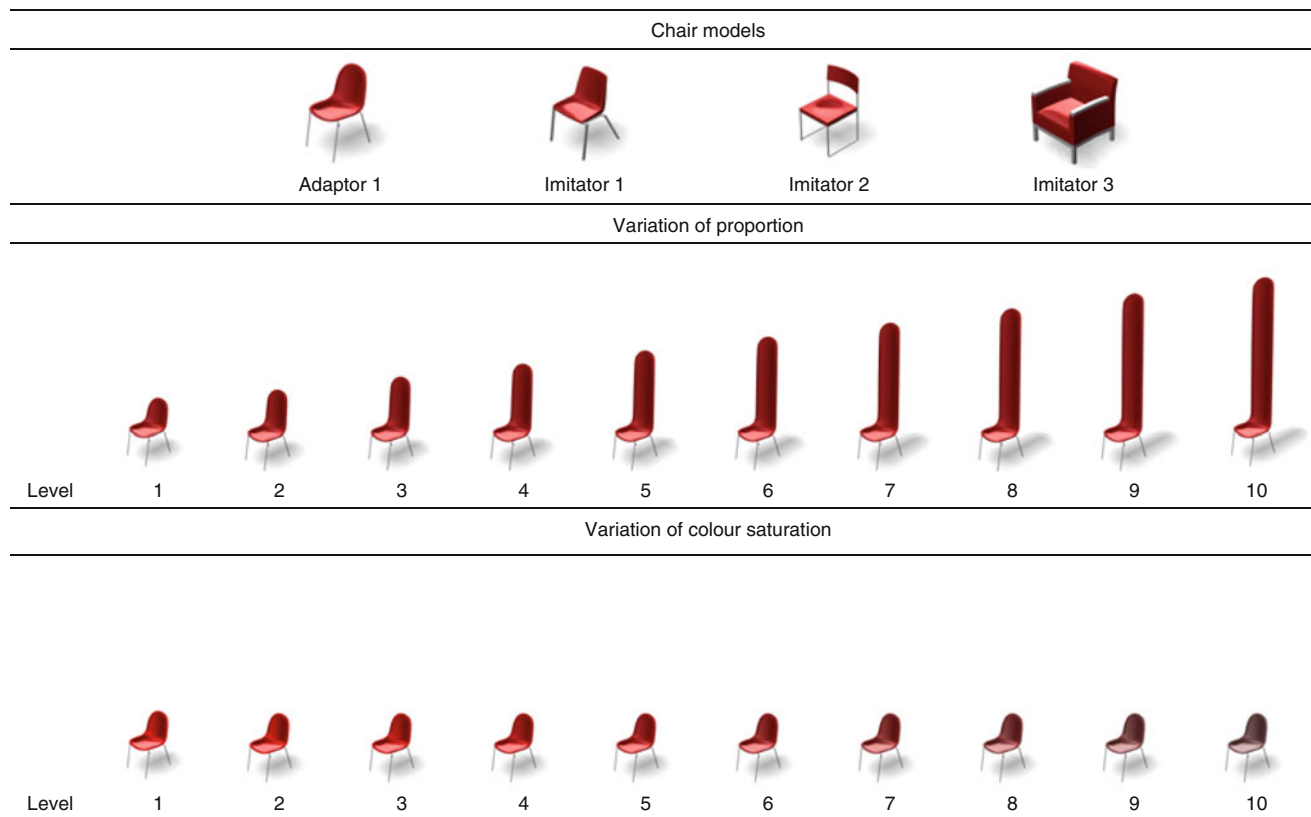 Chair models
Adaptor 1 Imitator 1 Imitator 2 Imitator 3
Variation of proportion
Level 1 2 3 4 5 6 7 8 9 10
Variation of colour saturation
Level 1 2 3 4 5 6 7 8 9 10